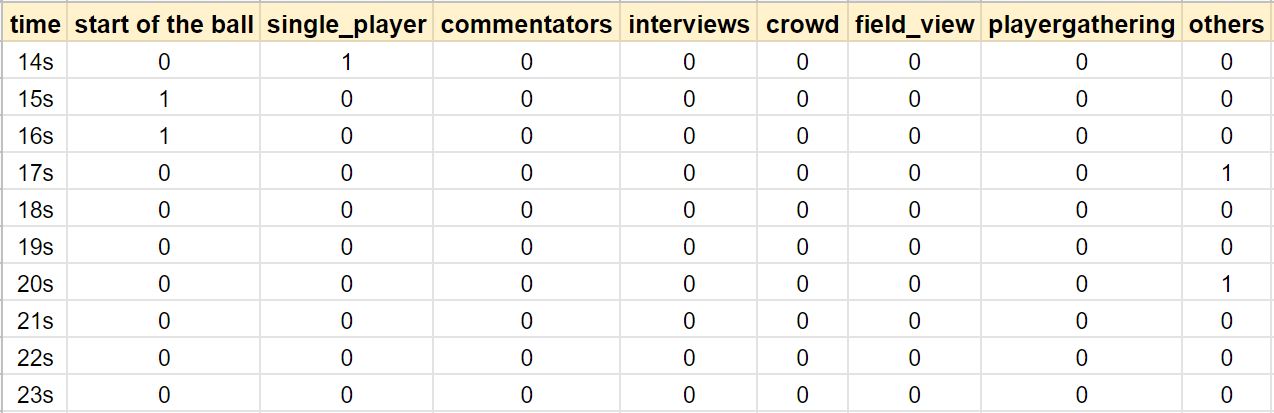 time start of the ball single_player commentators interviews crowd field_view playergathering others
14s 0 1 0 0 0 0 0 0
15s 1 0 0 0 0 0 0 0
16s 1 0 0 0 0 0 0 0
17s 0 0 0 0 0 0 0 1
18s 0 0 0 0 0 0 0 0
19s 0 0 0 0 0 0 0 0
20s 0 0 0 0 0 0 0 1
21s 0 0 0 0 0 0 0 0
22s 0 0 0 0 0 0 0 0
23s 0 0 0 0 0 0 0 0